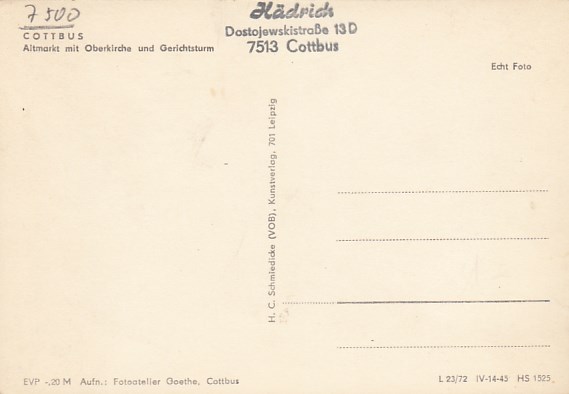 7500
Hädrich
Dostojewskistraße 13D
7513 Cottbus
COTTBUS
Altmarkt mit Oberkirche und Gerichtsturm
Echt Foto
H. C. Schmiedicke (VOB), Kunstverlag, 701 Leipzig
EVP -,20 M Aufn.: Fotoatelier Goethe, Cottbus
L 23/72 IV-14-45 HS 1525